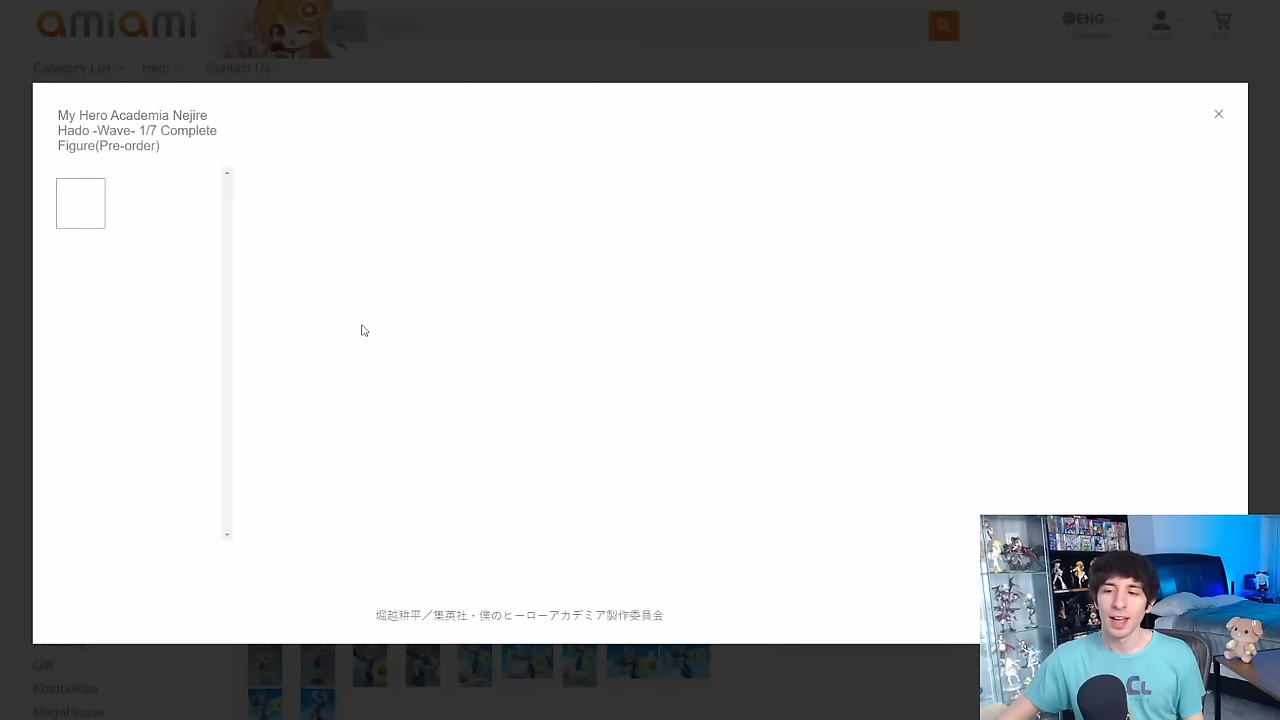 amiami
ENG
Category List
Help
Contact Us
My Hero Academia Nejire
Hado -Wave- 1/7 Complete
Figure(Pre-order)
堀越耕平／集英社・僕のヒーローアカデミア製作委員会
Gift
Kotobukiya
MegaHouse
CL